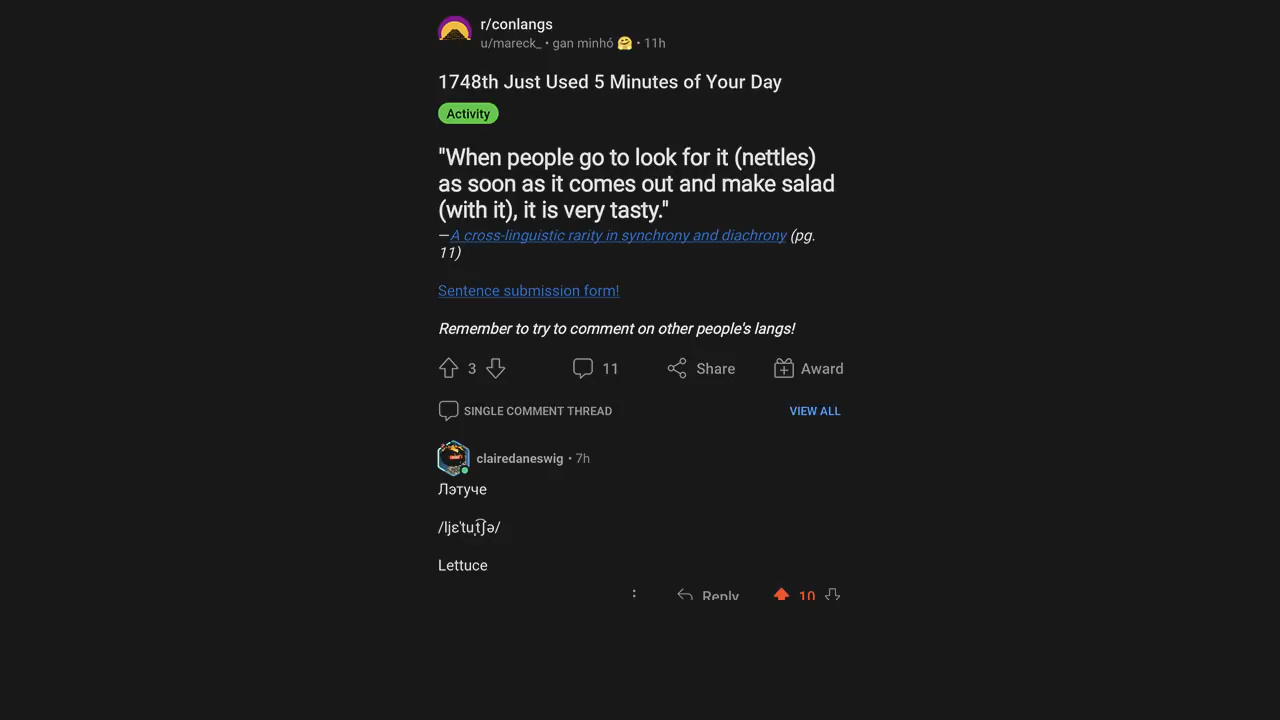 r/conlangs
u/mareck_ • gan minhó 🤗 • 11h
1748th Just Used 5 Minutes of Your Day
Activity
"When people go to look for it (nettles)
as soon as it comes out and make salad
(with it), it is very tasty."
—A cross-linguistic rarity in synchrony and diachrony (pg.
11)
Sentence submission form!
Remember to try to comment on other people's langs!
3 11 Share Award
SINGLE COMMENT THREAD VIEW ALL
clairedaneswig • 7h
Лэтуче
/ljɛˈtut͡ʃə/
Lettuce
Reply 10